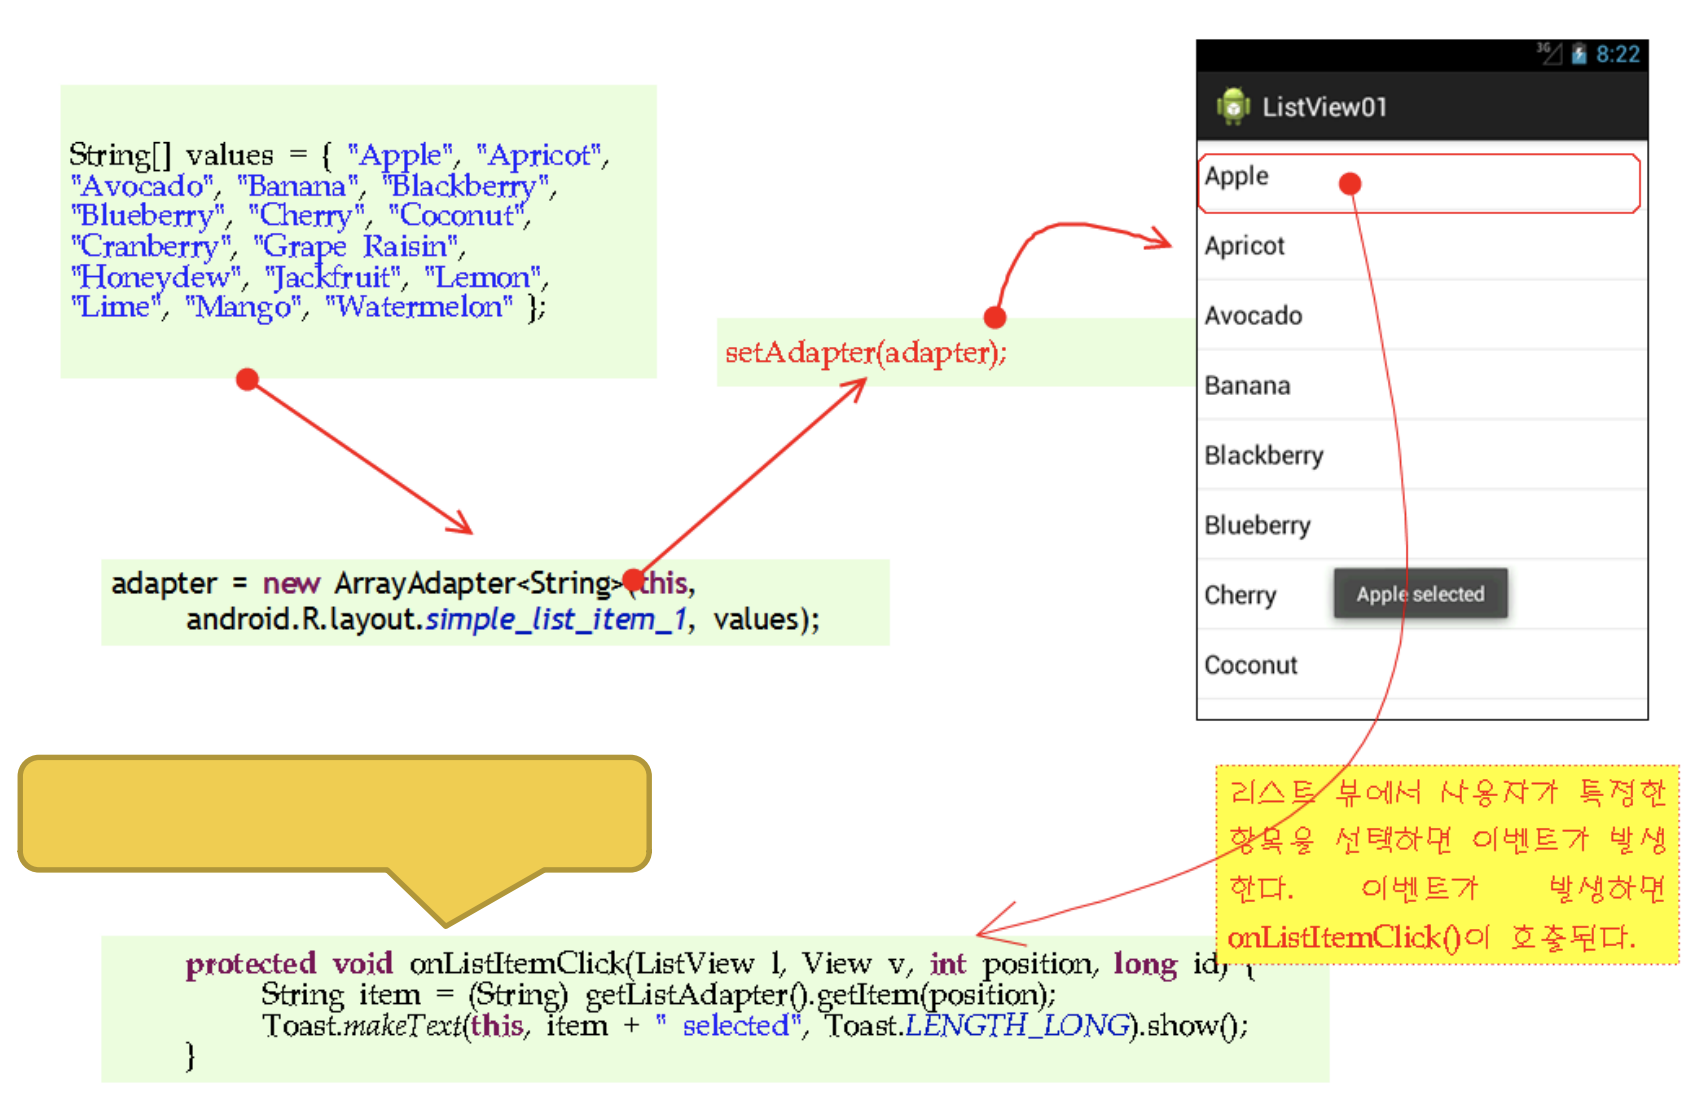 String[] values = { "Apple", "Apricot",
"Avocado", "Banana", "Blackberry",
"Blueberry", "Cherry", "Coconut",
"Cranberry", "Grape Raisin",
"Honeydew", "Jackfruit", "Lemon",
"Lime", "Mango", "Watermelon" };
setAdapter(adapter);
adapter = new ArrayAdapter<String>(this,
android.R.layout.simple_list_item_1, values);
3G 8:22
ListView01
Apple
Apricot
Avocado
Banana
Blackberry
Blueberry
Cherry
Apple selected
Coconut
리스트 뷰에서 사용자가 특정한
항목을 선택하면 이벤트가 발생
한다. 이벤트가 발생하면
onListItemClick()이 호출된다.
protected void onListItemClick(ListView l, View v, int position, long id) {
String item = (String) getListAdapter().getItem(position);
Toast.makeText(this, item + " selected", Toast.LENGTH_LONG).show();
}